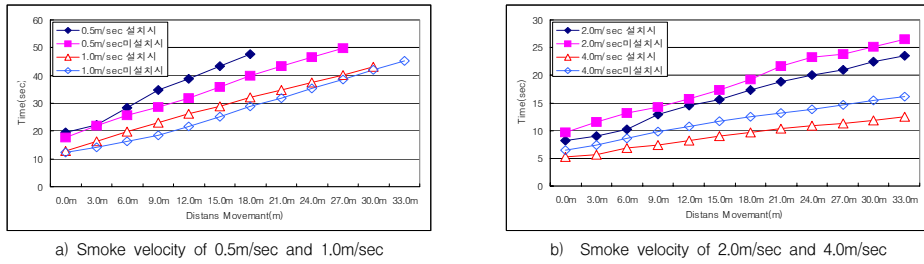 60
50
40
30
20
10
0
Time(sec)
0.5m/sec 설치시
0.5m/sec미설치시
1.0m/sec 설치시
1.0m/sec미설치시
0.0m 3.0m 6.0m 9.0m 12.0m 15.0m 18.0m 21.0m 24.0m 27.0m 30.0m 33.0m
Distans Movemant(m)
a) Smoke velocity of 0.5m/sec and 1.0m/sec
30
25
20
15
10
5
0
Time(sec)
2.0m/sec 설치시
2.0m/sec미설치시
4.0m/sec 설치시
4.0m/sec미설치시
0.0m 3.0m 6.0m 9.0m 12.0m 15.0m 18.0m 21.0m 24.0m 27.0m 30.0m 33.0m
Distans Movemant(m)
b) Smoke velocity of 2.0m/sec and 4.0m/sec